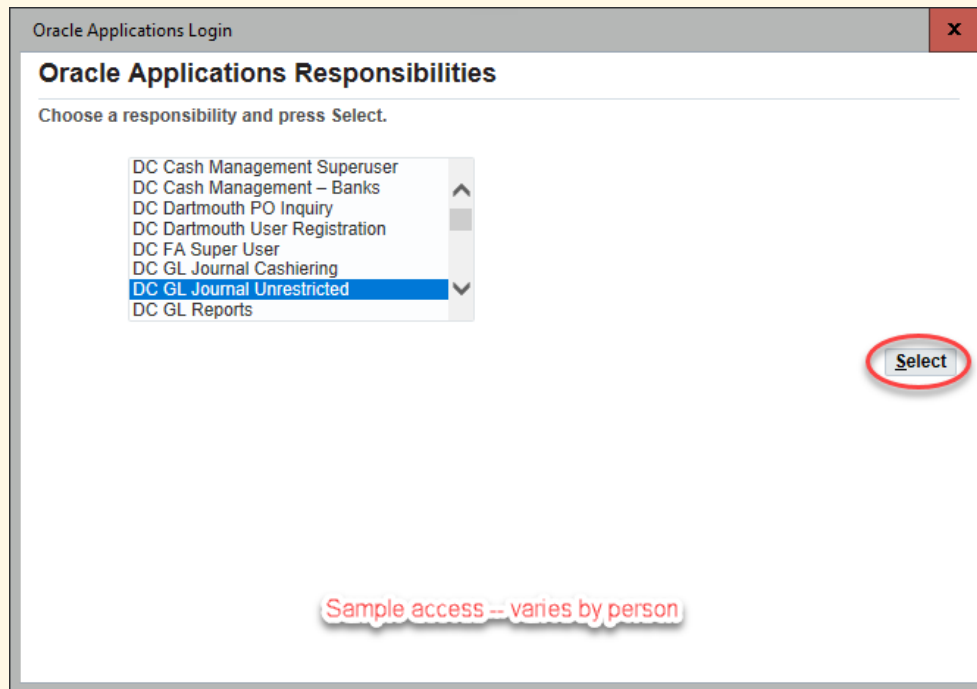 Oracle Applications Login
x
Oracle Applications Responsibilities
Choose a responsibility and press Select.
DC Cash Management Superuser
DC Cash Management – Banks
DC Dartmouth PO Inquiry
DC Dartmouth User Registration
DC FA Super User
DC GL Journal Cashiering
DC GL Journal Unrestricted
DC GL Reports
Select
Sample access -- varies by person